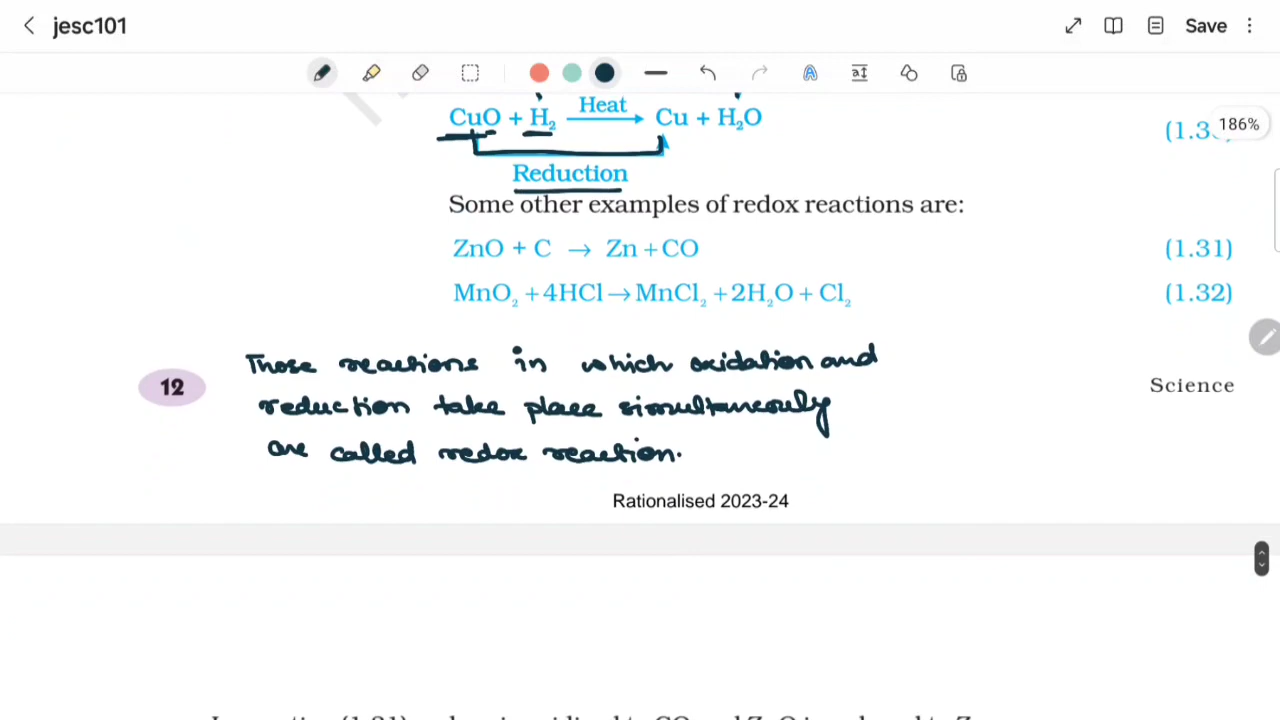 jesc101
Save
CuO + H₂ Heat → Cu + H₂O
186%
Reduction
Some other examples of redox reactions are:
ZnO + C → Zn + CO (1.31)
MnO₂ + 4HCl → MnCl₂ + 2H₂O + Cl₂ (1.32)
Those reactions in which oxidation and
12
Science
reduction take place simultaneously
are called redox reaction.
Rationalised 2023-24